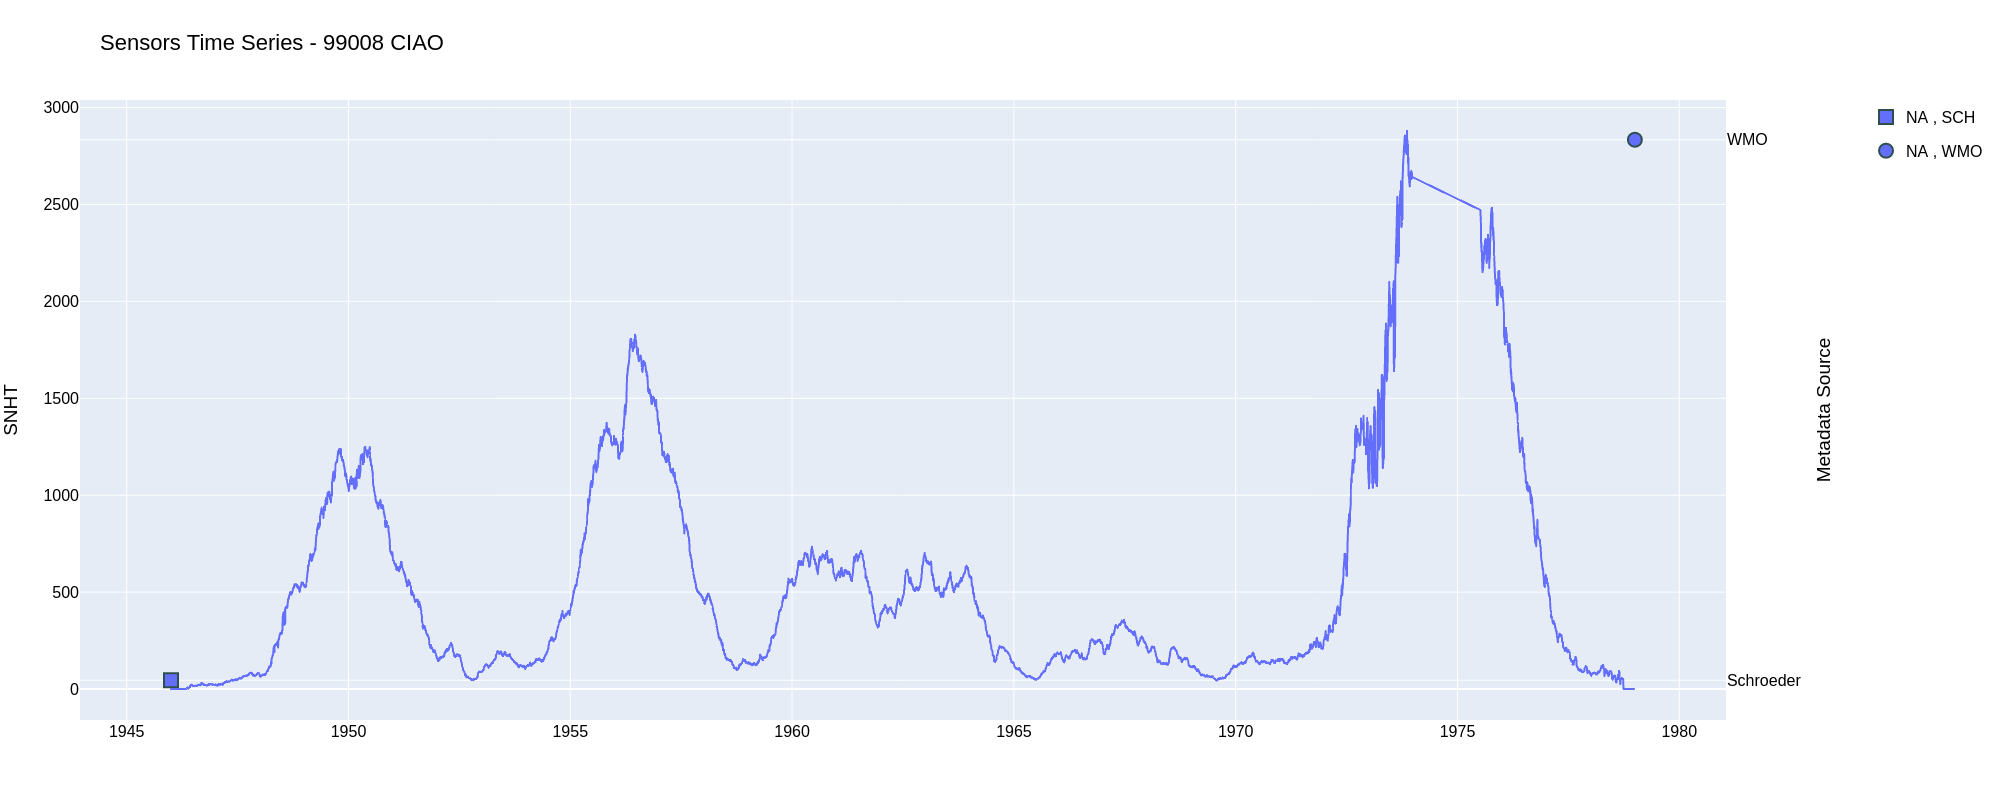 Sensors Time Series - 99008 CIAO
3000
2500
2000
1500
1000
500
0
SNHT
1945
1950
1955
1960
1965
1970
1975
1980
WMO
Schroeder
Metadata Source
NA , SCH
NA , WMO